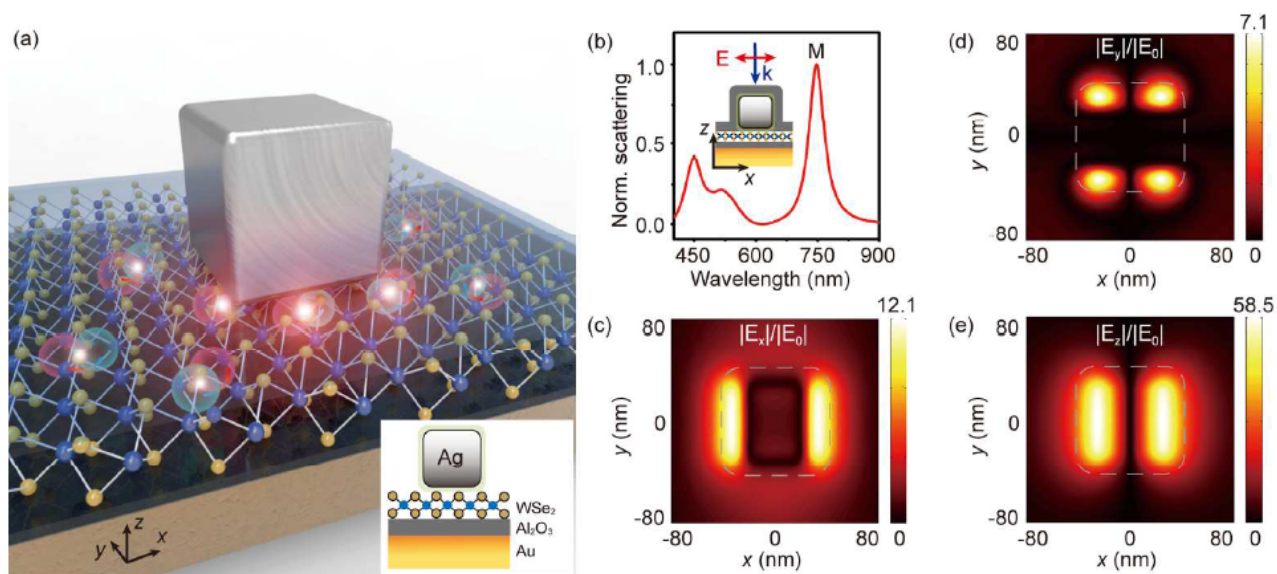 (a)
Ag
WSe₂
Al₂O₃
Au
z
y
x
(b)
E
k
M
z
x
Norm. scattering
1.0
0.5
0.0
450 600 750 900
Wavelength (nm)
(c)
12.1
|Eₓ|/|E₀|
80
0
-80
y (nm)
-80 0 80
x (nm)
0
(d)
7.1
|Eᵧ|/|E₀|
80
0
-80
y (nm)
-80 0 80
x (nm)
0
(e)
58.5
|E_z|/|E₀|
80
0
-80
y (nm)
-80 0 80
x (nm)
0